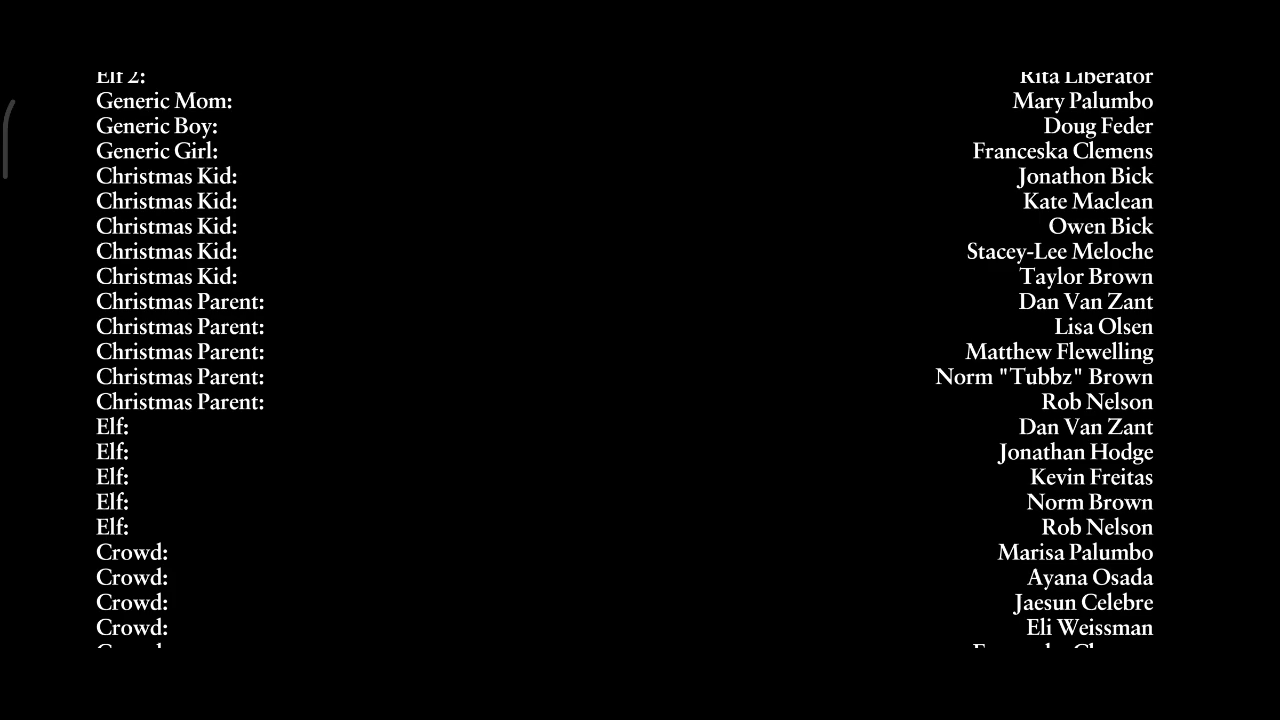 Elf 2: Rita Liberator
Generic Mom: Mary Palumbo
Generic Boy: Doug Feder
Generic Girl: Franceska Clemens
Christmas Kid: Jonathon Bick
Christmas Kid: Kate Maclean
Christmas Kid: Owen Bick
Christmas Kid: Stacey-Lee Meloche
Christmas Kid: Taylor Brown
Christmas Parent: Dan Van Zant
Christmas Parent: Lisa Olsen
Christmas Parent: Matthew Flewelling
Christmas Parent: Norm "Tubbz" Brown
Christmas Parent: Rob Nelson
Elf: Dan Van Zant
Elf: Jonathan Hodge
Elf: Kevin Freitas
Elf: Norm Brown
Elf: Rob Nelson
Crowd: Marisa Palumbo
Crowd: Ayana Osada
Crowd: Jaesun Celebre
Crowd: Eli Weissman